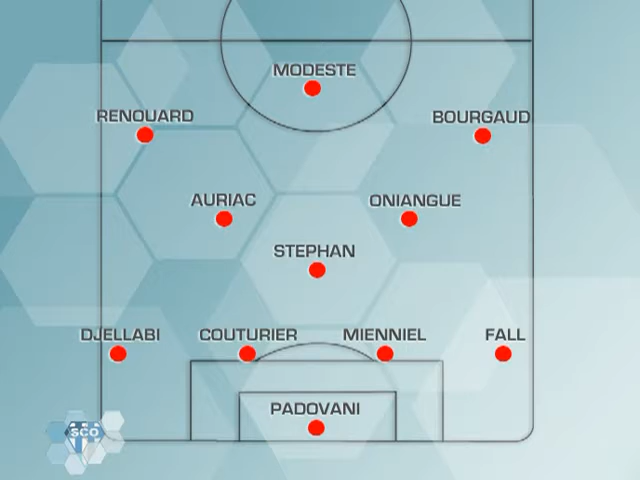 MODESTE
RENOUARD
BOURGAUD
AURIAC
ONIANGUE
STEPHAN
DJELLABI
COUTURIER
MIENNIEL
FALL
PADOVANI
SCO